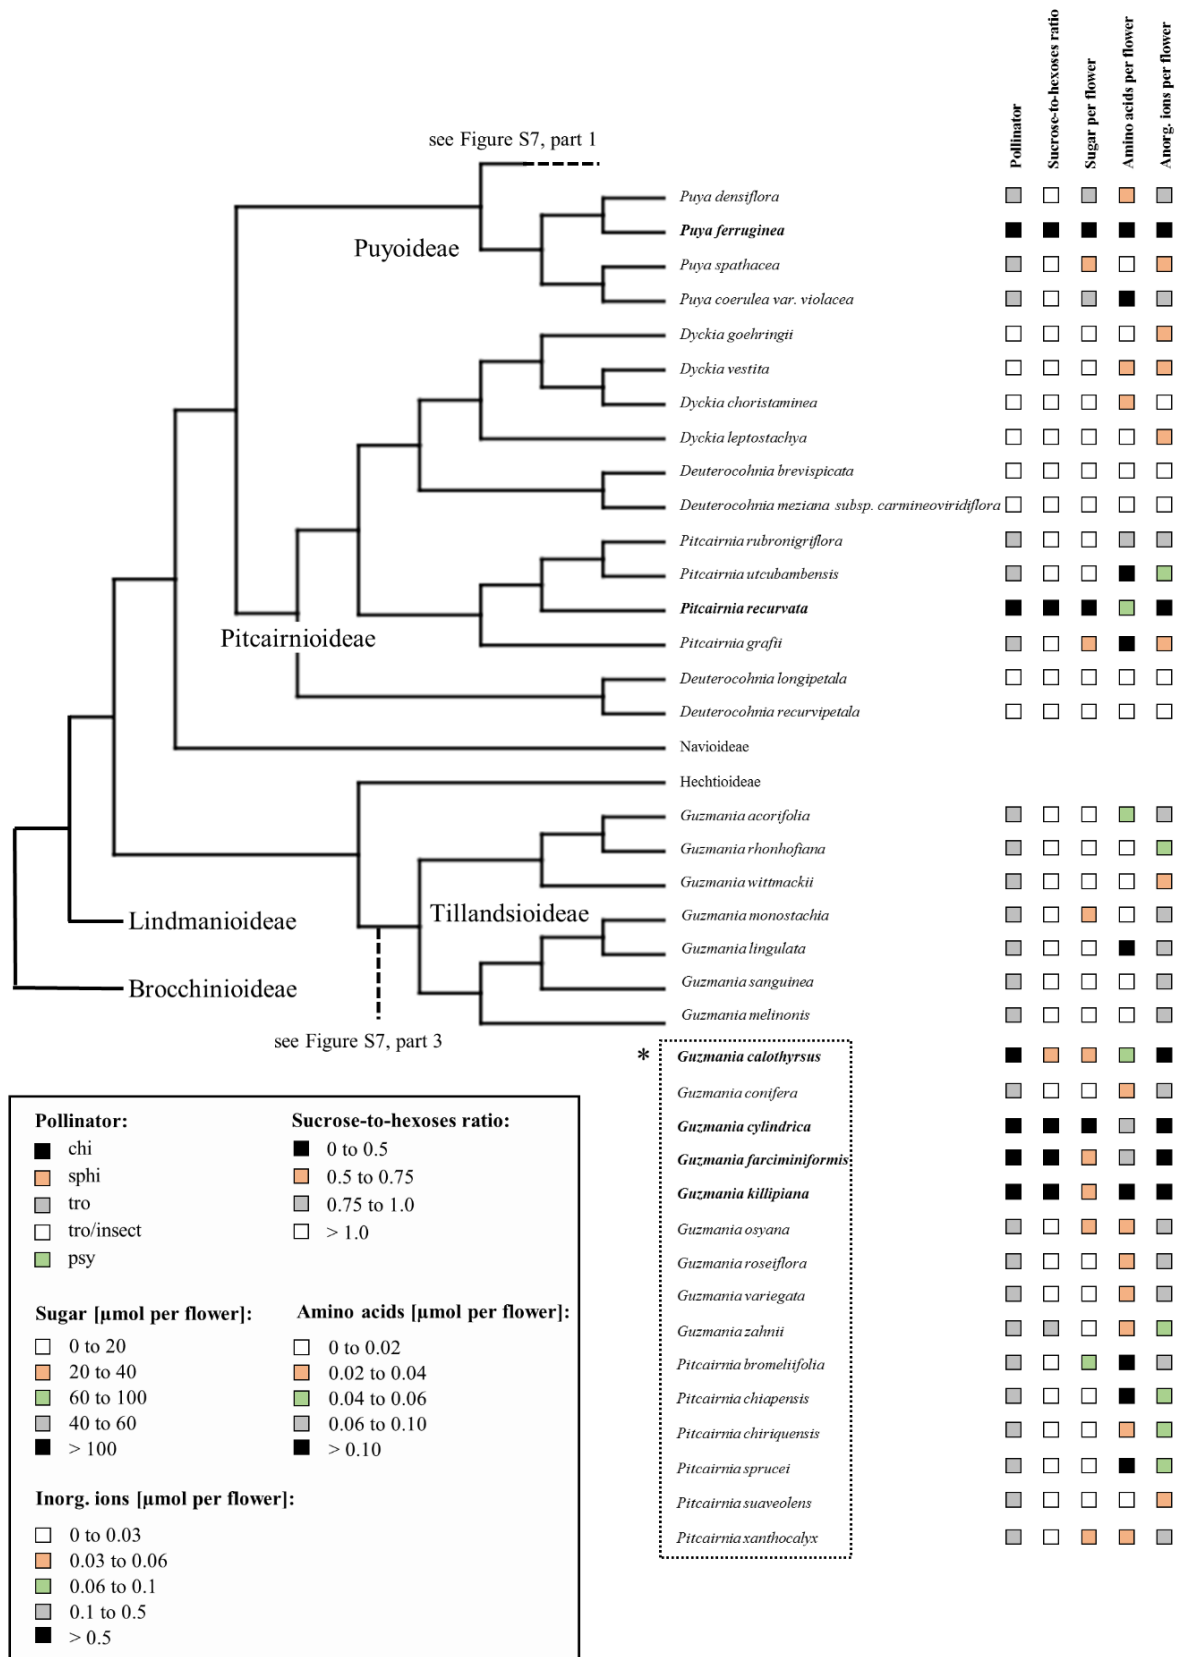 Pollinator
Sucrose-to-hexoses ratio
Sugar per flower
Amino acids per flower
Anorg. ions per flower
see Figure S7, part 1
Puya densiflora
Puya ferruginea
Puyoideae
Puya spathacea
Puya coerulea var. violacea
Dyckia goehringii
Dyckia vestita
Dyckia choristaminea
Dyckia leptostachya
Deuterocohnia brevispicata
Deuterocohnia meziana subsp. carmineoviridiflora
Pitcairnia rubronigriflora
Pitcairnia utcubambensis
Pitcairnia recurvata
Pitcairnioideae
Pitcairnia grafii
Deuterocohnia longipetala
Deuterocohnia recurvipetala
Navioideae
Hechtioideae
Guzmania acorifolia
Guzmania rhonhofiana
Guzmania wittmackii
Tillandsioideae
Guzmania monostachia
Lindmanioideae
Guzmania lingulata
Guzmania sanguinea
Brocchinioideae
Guzmania melinonis
see Figure S7, part 3
* Guzmania calothyrsus
Guzmania conifera
Guzmania cylindrica
Guzmania farciminiformis
Guzmania killipiana
Guzmania osyana
Guzmania roseiflora
Guzmania variegata
Guzmania zahnii
Pitcairnia bromeliifolia
Pitcairnia chiapensis
Pitcairnia chiriquensis
Pitcairnia sprucei
Pitcairnia suaveolens
Pitcairnia xanthocalyx
Pollinator:
chi
sphi
tro
tro/insect
psy
Sucrose-to-hexoses ratio:
0 to 0.5
0.5 to 0.75
0.75 to 1.0
> 1.0
Sugar [µmol per flower]:
0 to 20
20 to 40
60 to 100
40 to 60
> 100
Amino acids [µmol per flower]:
0 to 0.02
0.02 to 0.04
0.04 to 0.06
0.06 to 0.10
> 0.10
Inorg. ions [µmol per flower]:
0 to 0.03
0.03 to 0.06
0.06 to 0.1
0.1 to 0.5
> 0.5